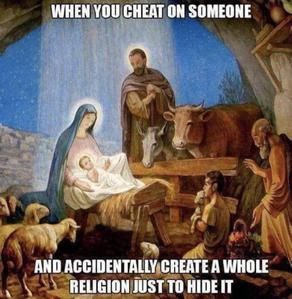 WHEN YOU CHEAT ON SOMEONE
AND ACCIDENTALLY CREATE A WHOLE
RELIGION JUST TO HIDE IT